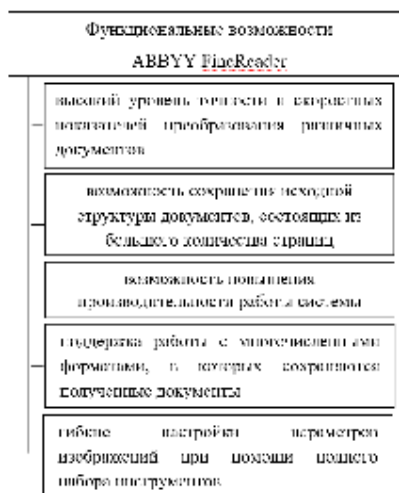 Функциональные возможности
ABBYY FineReader
высокий уровень точности и скоростных
показателей преобразования различных
документов
возможность сохранения исходной
структуры документов, состоящих из
большого количества страниц
возможность повышения
производительности работы системы
поддержка работы с многочисленными
форматами, в которых сохраняются
полученные документы
гибкие настройки параметров
изображений при помощи полного
набора инструментов